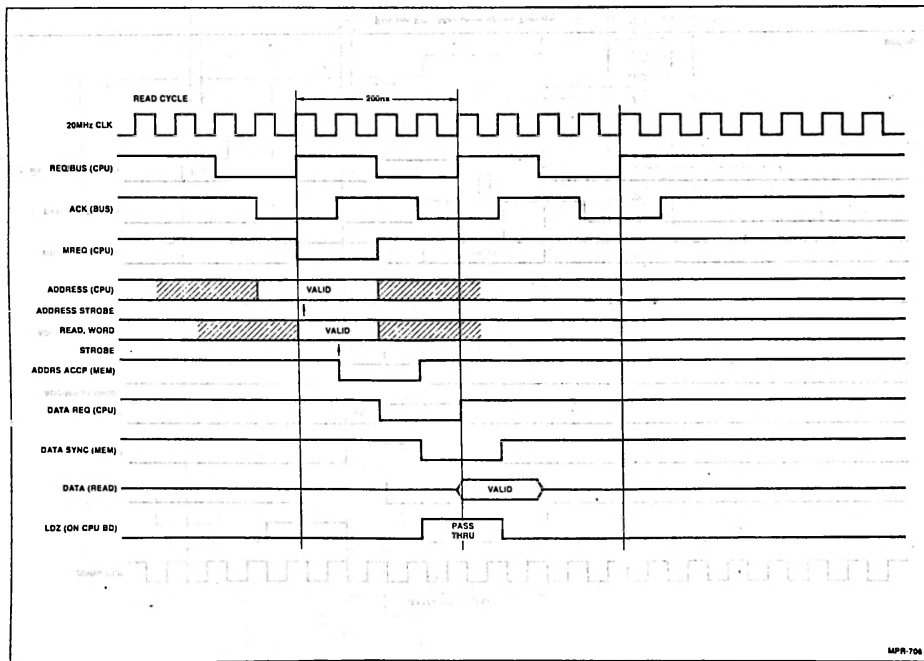 READ CYCLE
200ns
20MHz CLK
REQ/BUS (CPU)
ACK (BUS)
MREQ (CPU)
ADDRESS (CPU)
VALID
ADDRESS STROBE
READ, WORD
VALID
STROBE
ADDRS ACCP (MEM)
DATA REQ (CPU)
DATA SYNC (MEM)
DATA (READ)
VALID
LDZ (ON CPU BD)
PASS
THRU
MPR-706